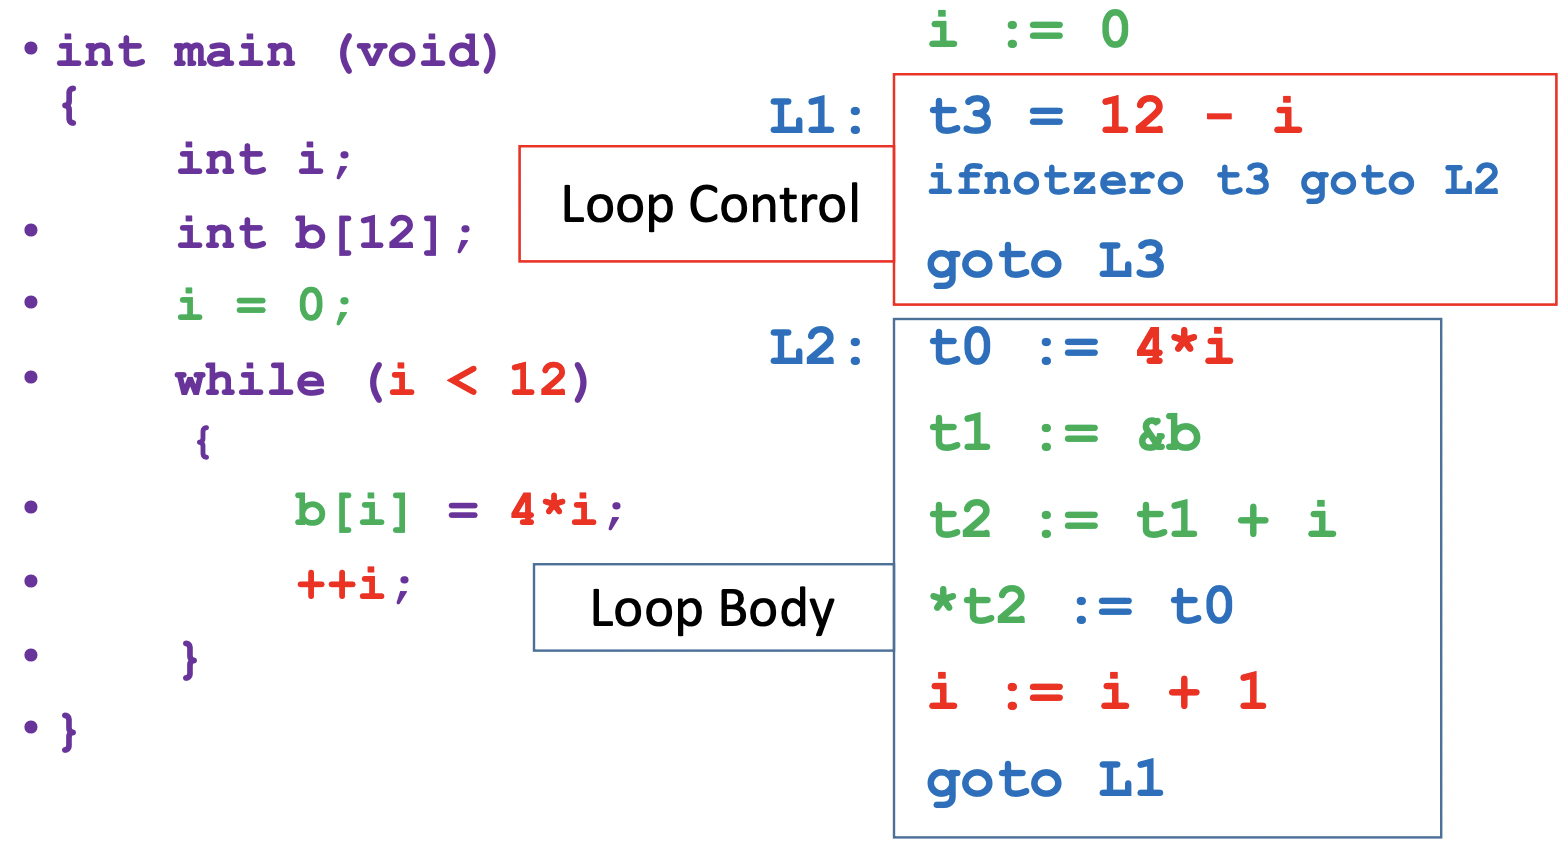 • int main (void)
{
int i;
• int b[12];
• i = 0;
• while (i < 12)
{
• b[i] = 4*i;
• ++i;
• }
• }
i := 0
L1: t3 = 12 - i
ifnotzero t3 goto L2
goto L3
Loop Control
L2: t0 := 4*i
t1 := &b
t2 := t1 + i
*t2 := t0
i := i + 1
goto L1
Loop Body